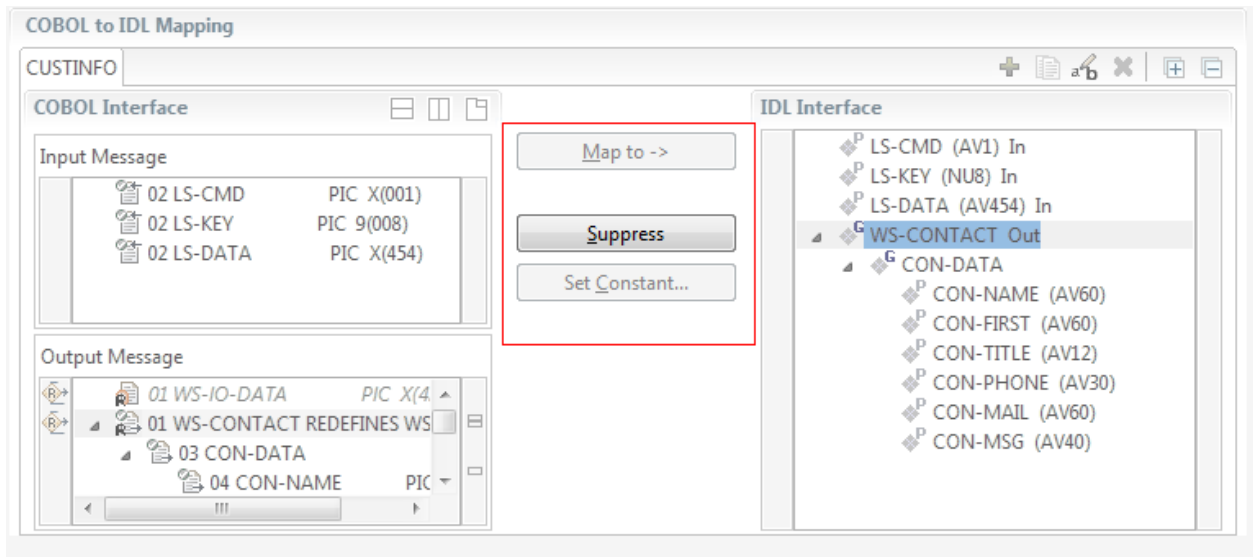 COBOL to IDL Mapping
CUSTINFO
COBOL Interface
Input Message
02 LS-CMD PIC X(001)
02 LS-KEY PIC 9(008)
02 LS-DATA PIC X(454)
Output Message
01 WS-IO-DATA PIC X(4
01 WS-CONTACT REDEFINES WS
03 CON-DATA
04 CON-NAME PIC
Map to ->
Suppress
Set Constant...
IDL Interface
LS-CMD (AV1) In
LS-KEY (NU8) In
LS-DATA (AV454) In
WS-CONTACT Out
CON-DATA
CON-NAME (AV60)
CON-FIRST (AV60)
CON-TITLE (AV12)
CON-PHONE (AV30)
CON-MAIL (AV60)
CON-MSG (AV40)